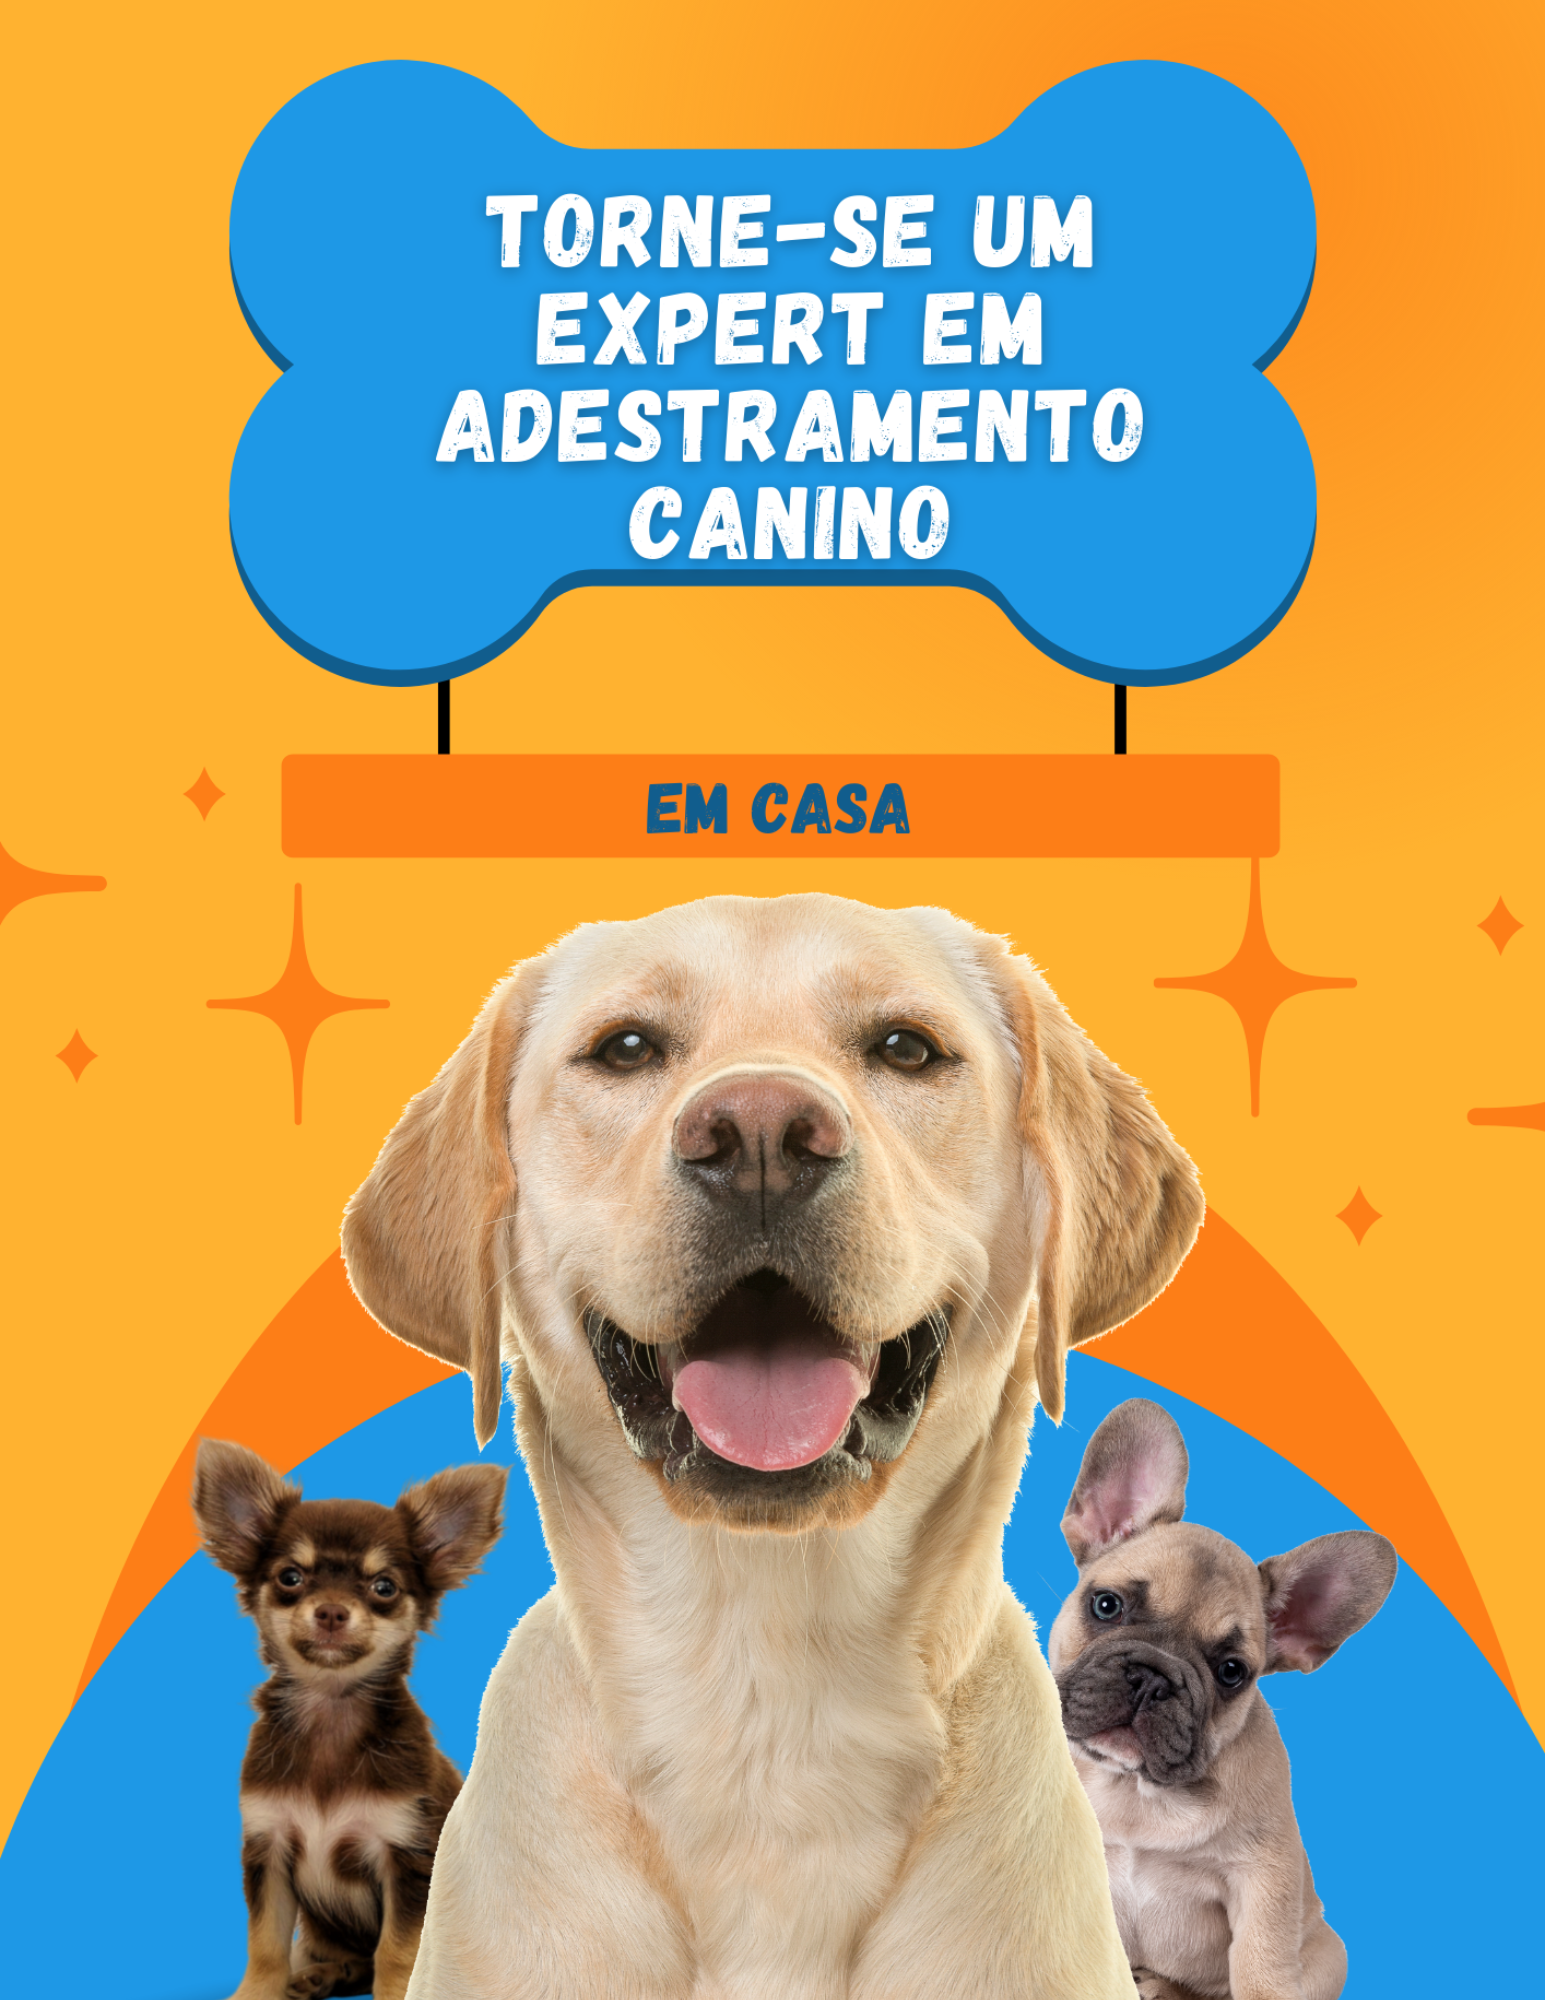 TORNE-SE UM
EXPERT EM
ADESTRAMENTO
CANINO
EM CASA